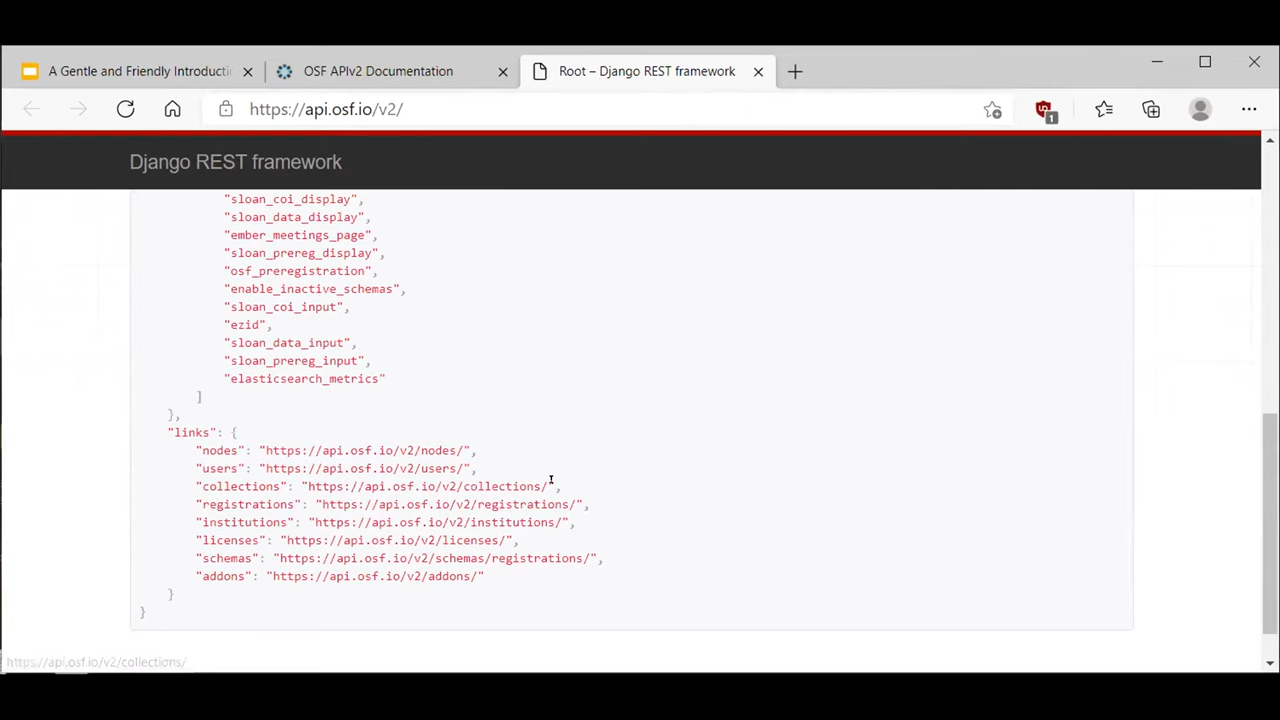 A Gentle and Friendly Introducti
OSF APIv2 Documentation
Root – Django REST framework
https://api.osf.io/v2/
1
Django REST framework
"sloan_coi_display",
"sloan_data_display",
"ember_meetings_page",
"sloan_prereg_display",
"osf_preregistration",
"enable_inactive_schemas",
"sloan_coi_input",
"ezid",
"sloan_data_input",
"sloan_prereg_input",
"elasticsearch_metrics"
]
},
"links": {
"nodes": "https://api.osf.io/v2/nodes/",
"users": "https://api.osf.io/v2/users/",
"collections": "https://api.osf.io/v2/collections/",
"registrations": "https://api.osf.io/v2/registrations/",
"institutions": "https://api.osf.io/v2/institutions/",
"licenses": "https://api.osf.io/v2/licenses/",
"schemas": "https://api.osf.io/v2/schemas/registrations/",
"addons": "https://api.osf.io/v2/addons/"
}
}
https://api.osf.io/v2/collections/